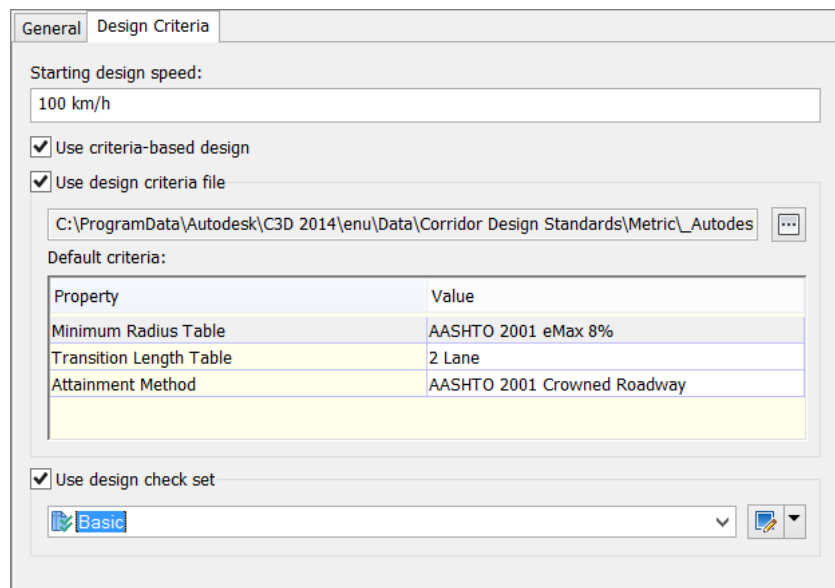 General Design Criteria
Starting design speed:
100 km/h
Use criteria-based design
Use design criteria file
C:\ProgramData\Autodesk\C3D 2014\enu\Data\Corridor Design Standards\Metric\_Autodes
Default criteria:
Property Value
Minimum Radius Table AASHTO 2001 eMax 8%
Transition Length Table 2 Lane
Attainment Method AASHTO 2001 Crowned Roadway
Use design check set
Basic